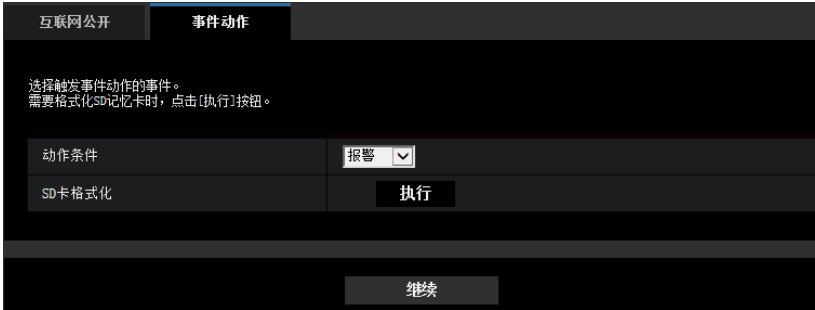 互联网公开 事件动作
选择触发事件动作的事件。
需要格式化SD记忆卡时，点击[执行]按钮。
动作条件 报警
SD卡格式化 执行
继续